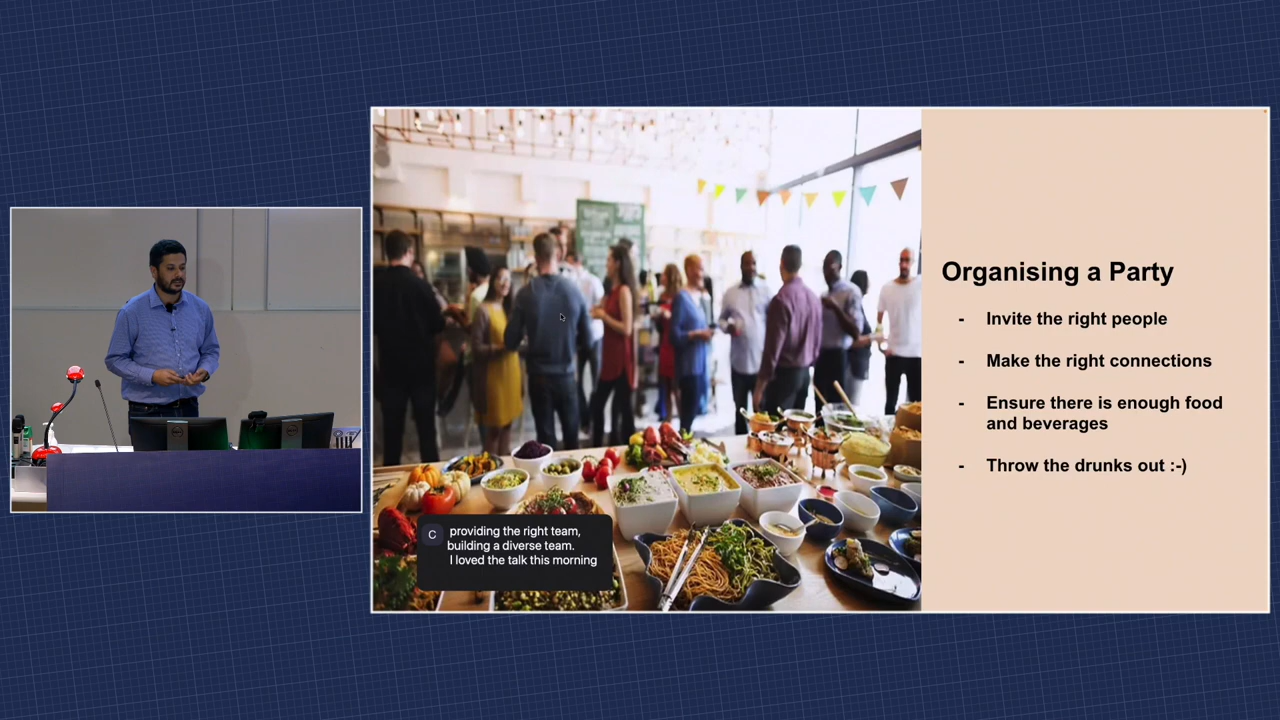 Organising a Party
- Invite the right people
- Make the right connections
- Ensure there is enough food
and beverages
- Throw the drunks out :-)
C providing the right team,
building a diverse team.
I loved the talk this morning